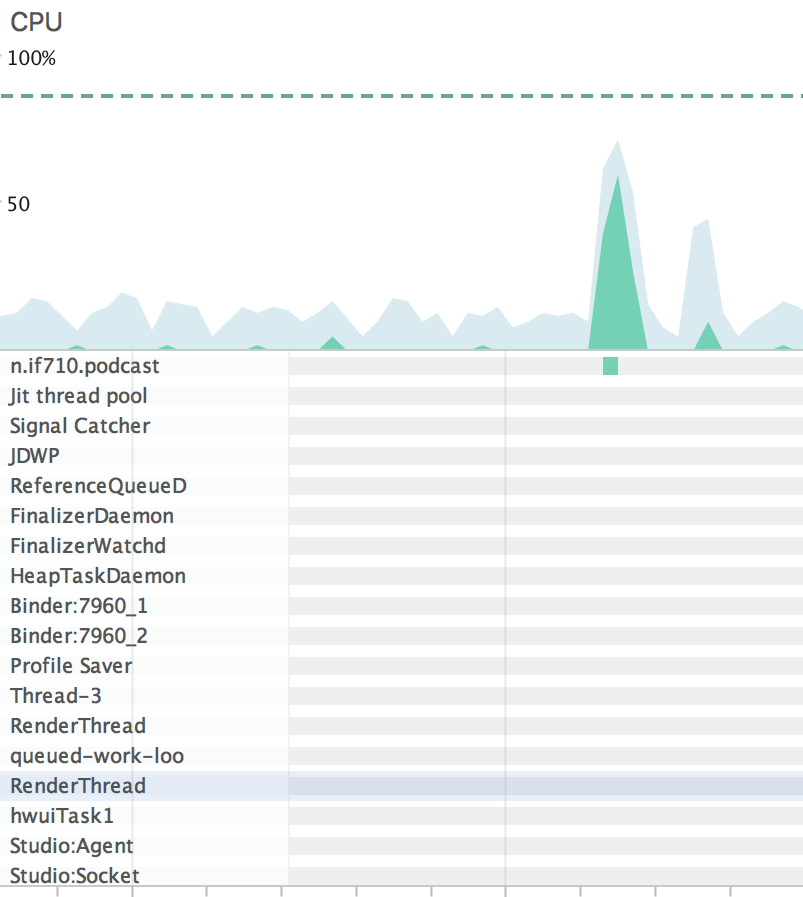 CPU
100%
50
n.if710.podcast
Jit thread pool
Signal Catcher
JDWP
ReferenceQueueD
FinalizerDaemon
FinalizerWatchd
HeapTaskDaemon
Binder:7960_1
Binder:7960_2
Profile Saver
Thread-3
RenderThread
queued-work-loo
RenderThread
hwuiTask1
Studio:Agent
Studio:Socket